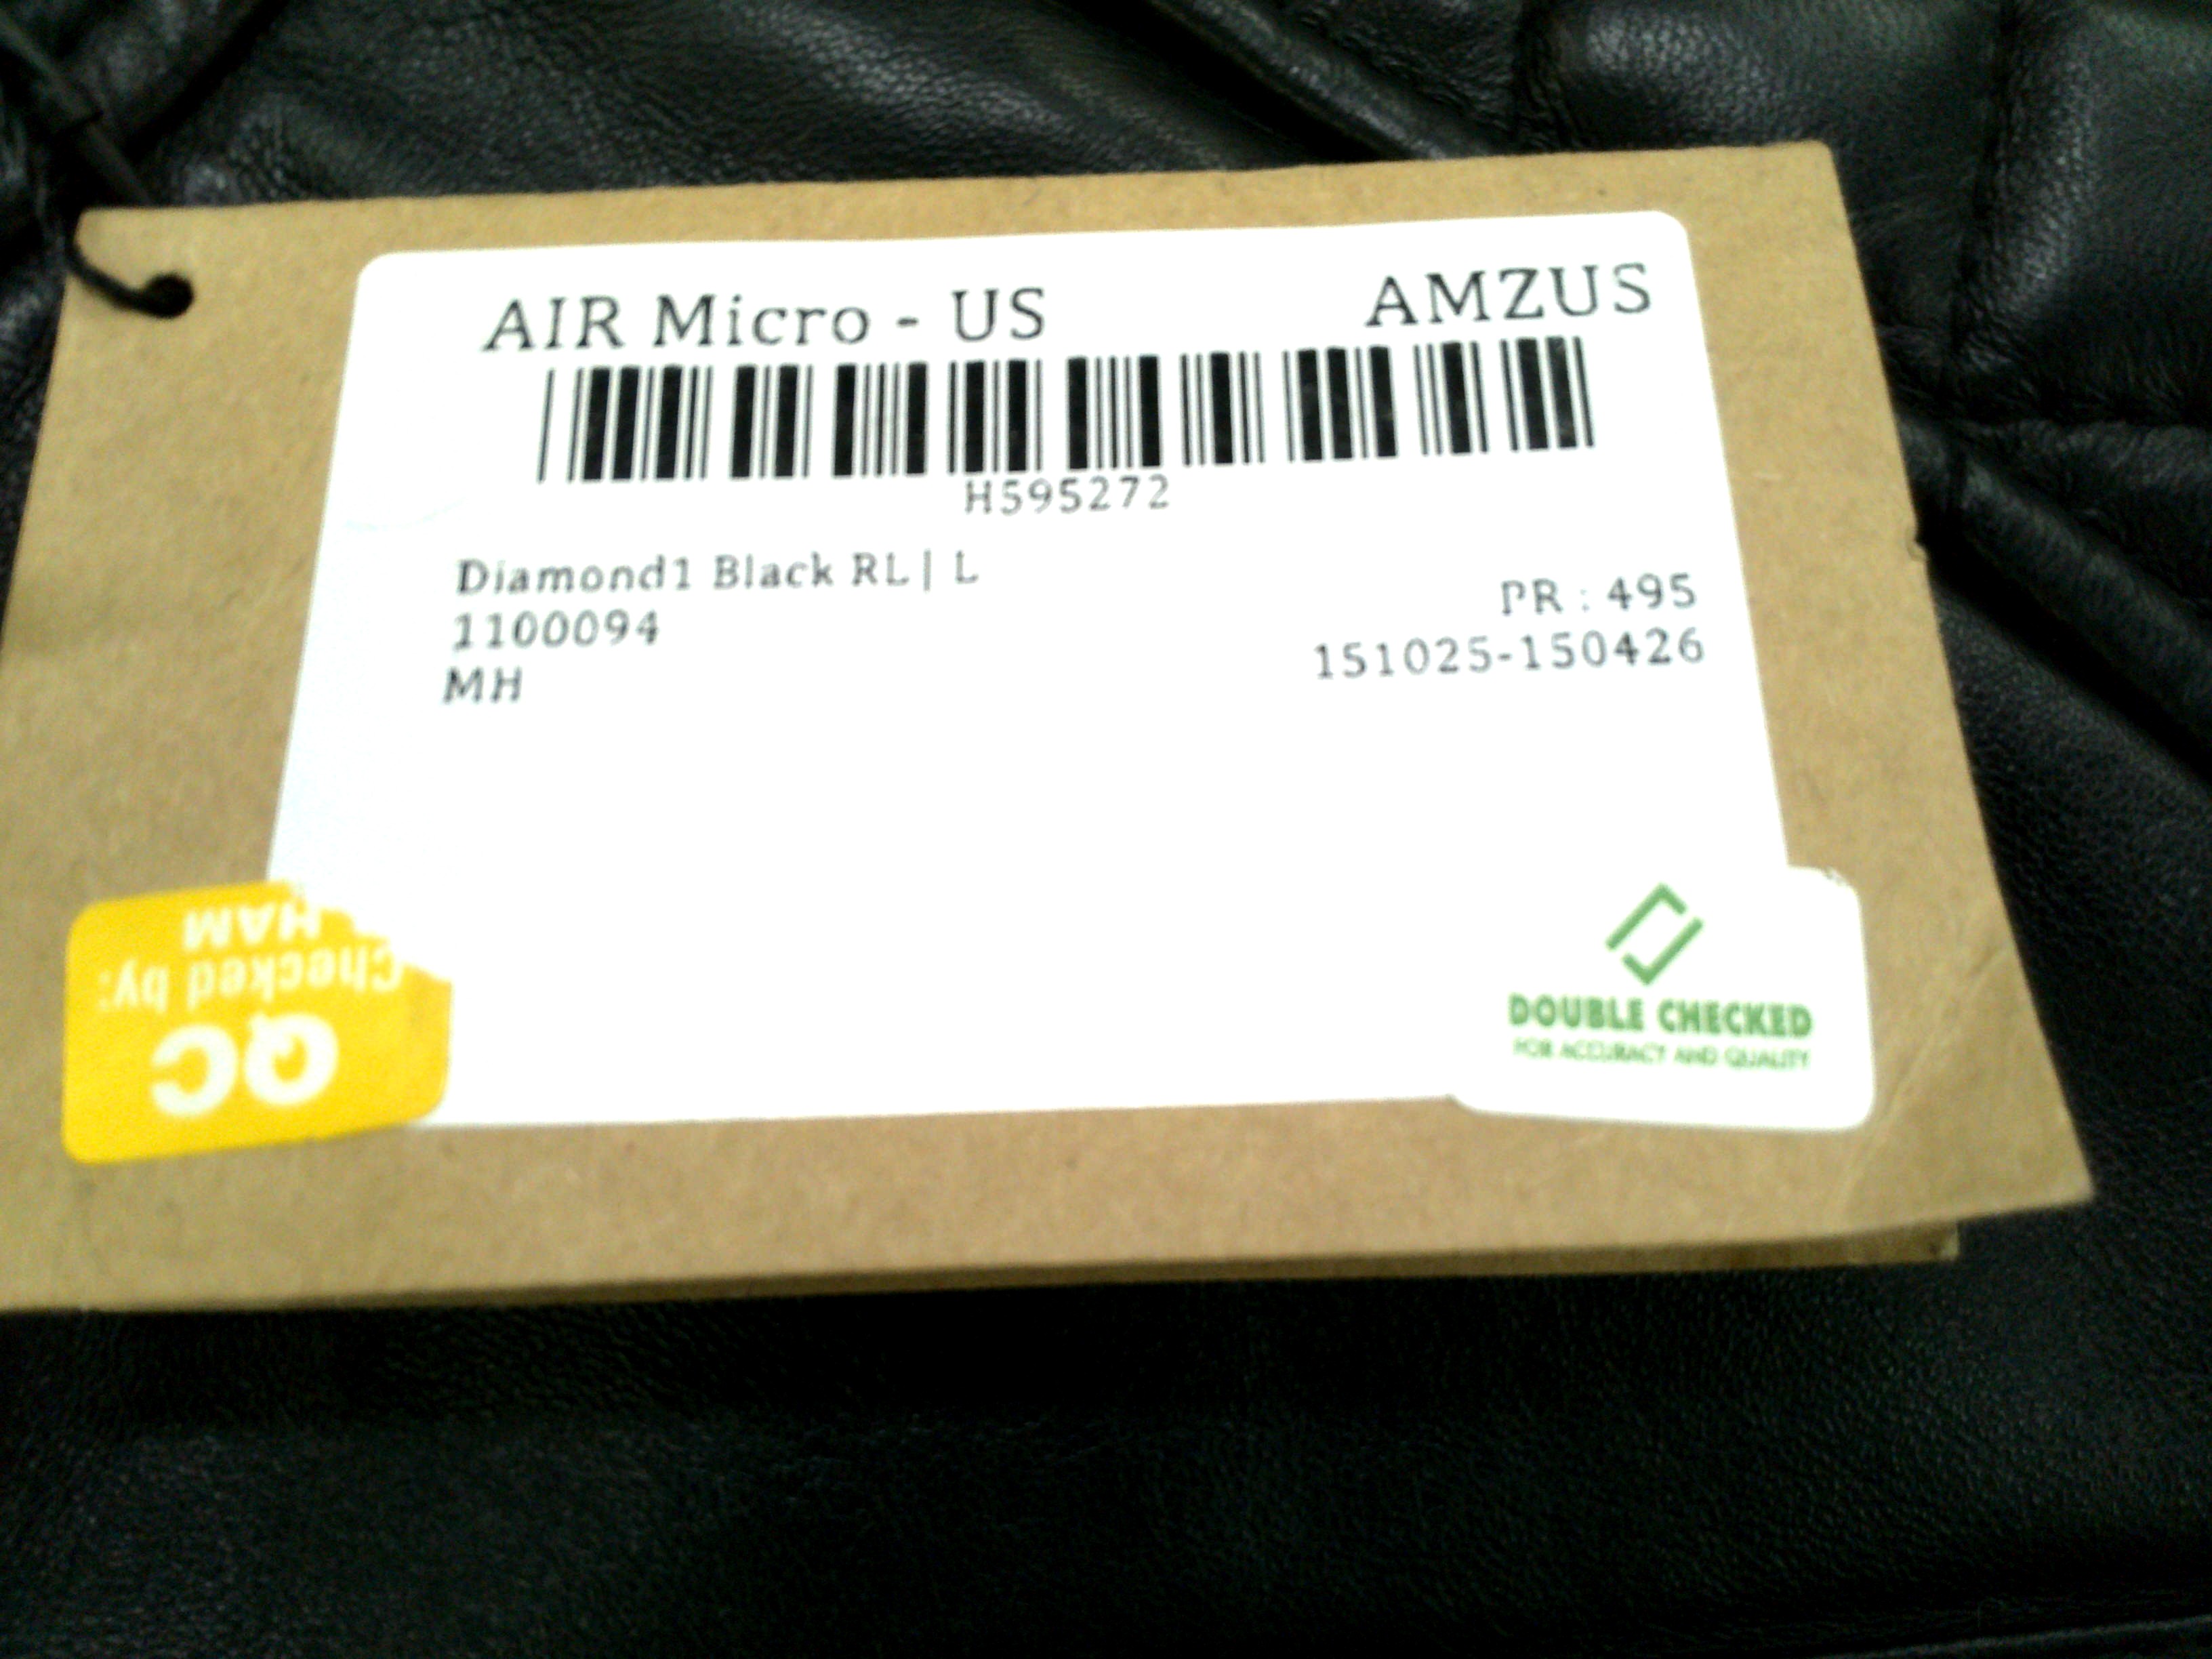 AIR Micro - US AMZUS
H595272
Diamond1 Black RL| L
1100094
MH
PR : 495
151025-150426
QC
Checked by:
HAM
DOUBLE CHECKED
FOR ACCURACY AND QUALITY